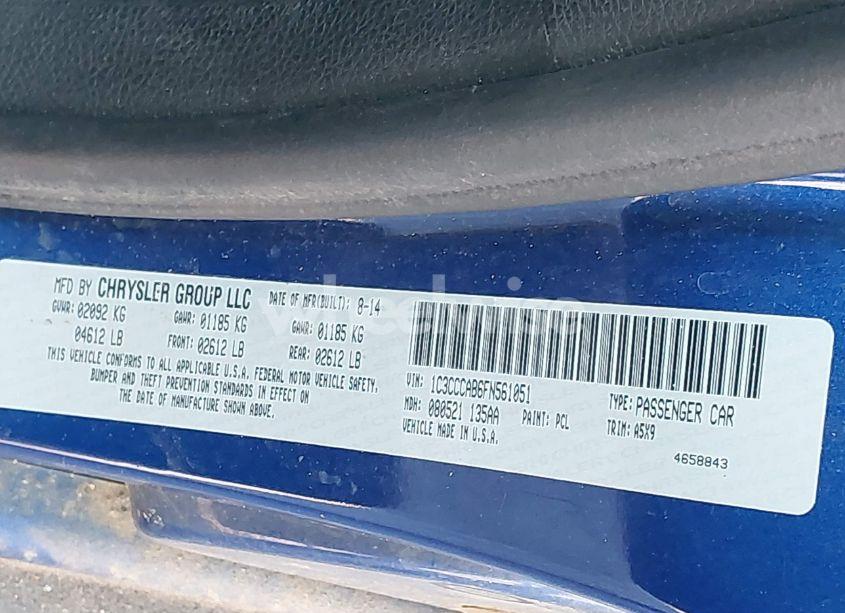 MFD BY CHRYSLER GROUP LLC DATE OF MFR(BUILT): 8-14
GVWR: 02092 KG GAWR: 01185 KG GAWR: 01185 KG
04612 LB FRONT: 02612 LB REAR: 02612 LB
THIS VEHICLE CONFORMS TO ALL APPLICABLE U.S.A. FEDERAL MOTOR VEHICLE SAFETY,
BUMPER AND THEFT PREVENTION STANDARDS IN EFFECT ON
THE DATE OF MANUFACTURE SHOWN ABOVE.
VIN: 1C3CCCAB6FN561051 TYPE: PASSENGER CAR
MDH: 080521 135AA PAINT: PCL TRIM: A5X9
VEHICLE MADE IN U.S.A.
4658843